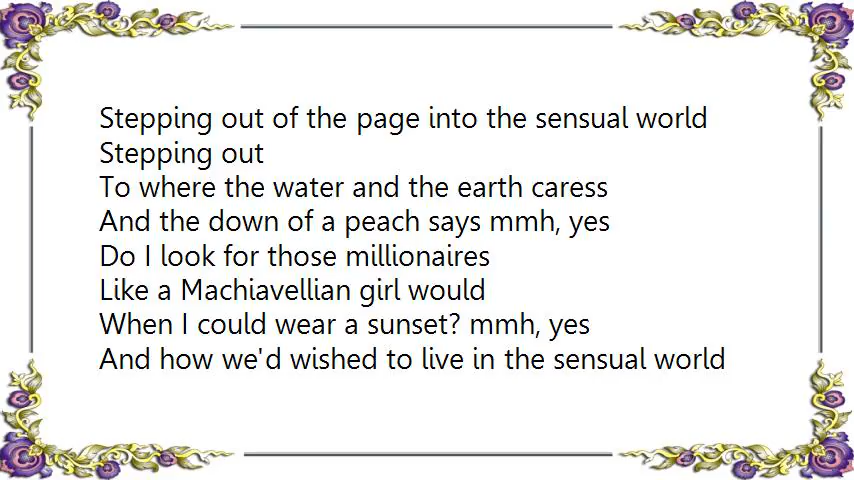 Stepping out of the page into the sensual world
Stepping out
To where the water and the earth caress
And the down of a peach says mmh, yes
Do I look for those millionaires
Like a Machiavellian girl would
When I could wear a sunset? mmh, yes
And how we'd wished to live in the sensual world